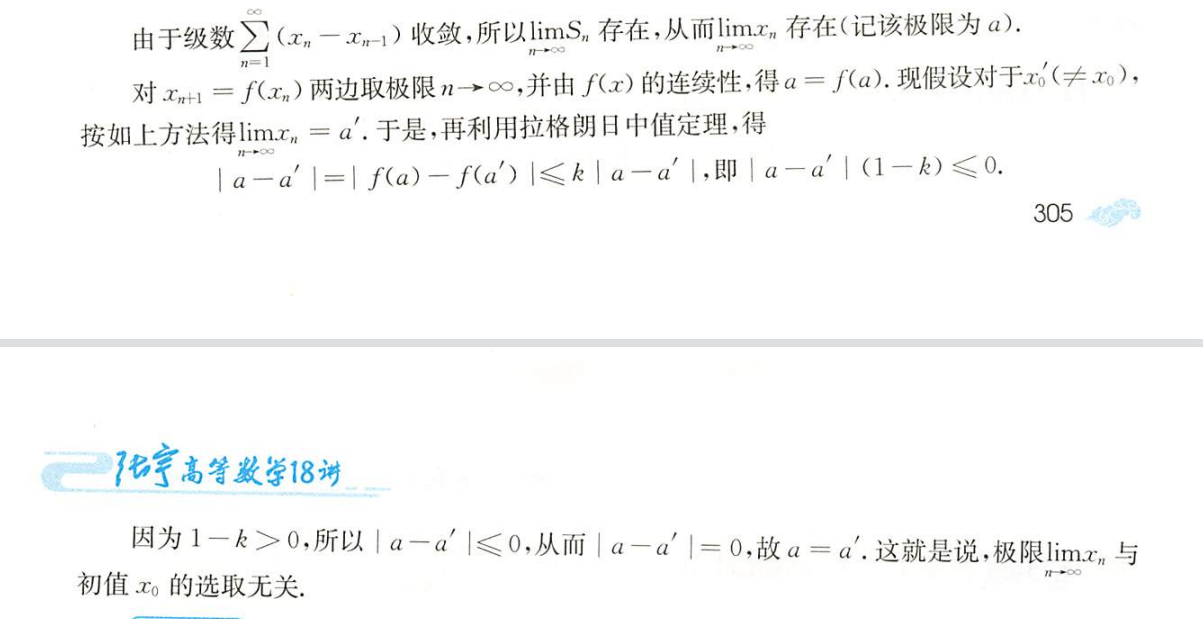 由于级数$\sum_{n=1}^{\infty}(x_n-x_{n-1})$收敛,所以$\lim_{n\to\infty}S_n$存在,从而$\lim_{n\to\infty}x_n$存在(记该极限为$a$).
对$x_{n+1}=f(x_n)$两边取极限$n\to\infty$,并由$f(x)$的连续性,得$a=f(a)$.现假设对于$x_0'(\neq x_0)$,
按如上方法得$\lim_{n\to\infty}x_n=a'$.于是,再利用拉格朗日中值定理,得
$|a-a'|=|f(a)-f(a')|\leqslant k|a-a'|$,即$|a-a'|(1-k)\leqslant 0$.
305
张宇高等数学18讲
因为$1-k>0$,所以$|a-a'|\leqslant 0$,从而$|a-a'|=0$,故$a=a'$.这就是说,极限$\lim_{n\to\infty}x_n$与
初值$x_0$的选取无关.